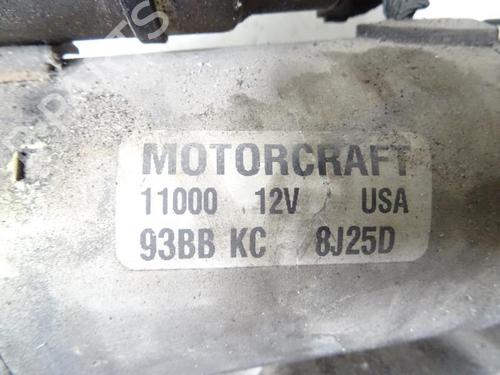 MOTORCRAFT
11000 12V USA
93BB KC 8J25D